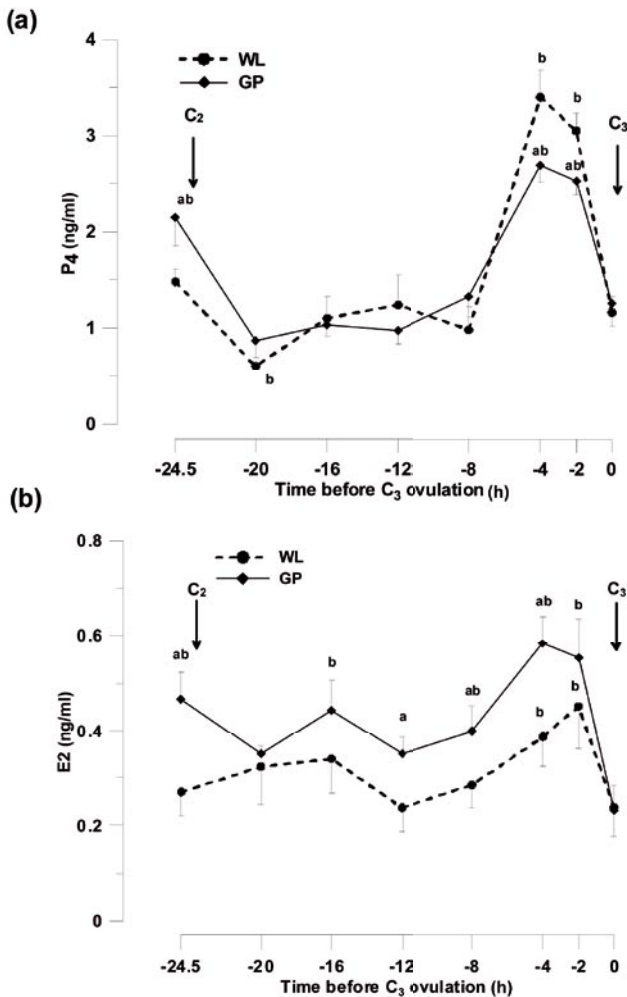 (a)
4
WL
GP
C2
C3
b
b
ab
ab
ab
3
P4 (ng/ml)
2
1
b
0
-24.5 -20 -16 -12 -8 -4 -2 0
Time before C3 ovulation (h)
(b)
0.8
WL
GP
C2
C3
ab
b
ab
b
ab
a
b
b
0.6
E2 (ng/ml)
0.4
0.2
0
-24.5 -20 -16 -12 -8 -4 -2 0
Time before C3 ovulation (h)